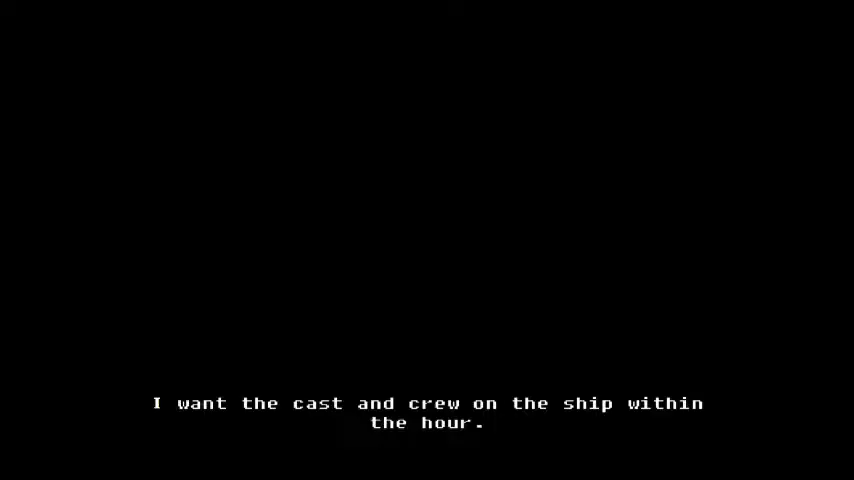 I want the cast and crew on the ship within
the hour.